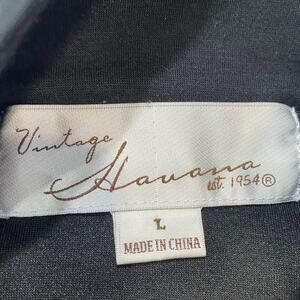 Vintage
Havana
est. 1954®
L
MADE IN CHINA